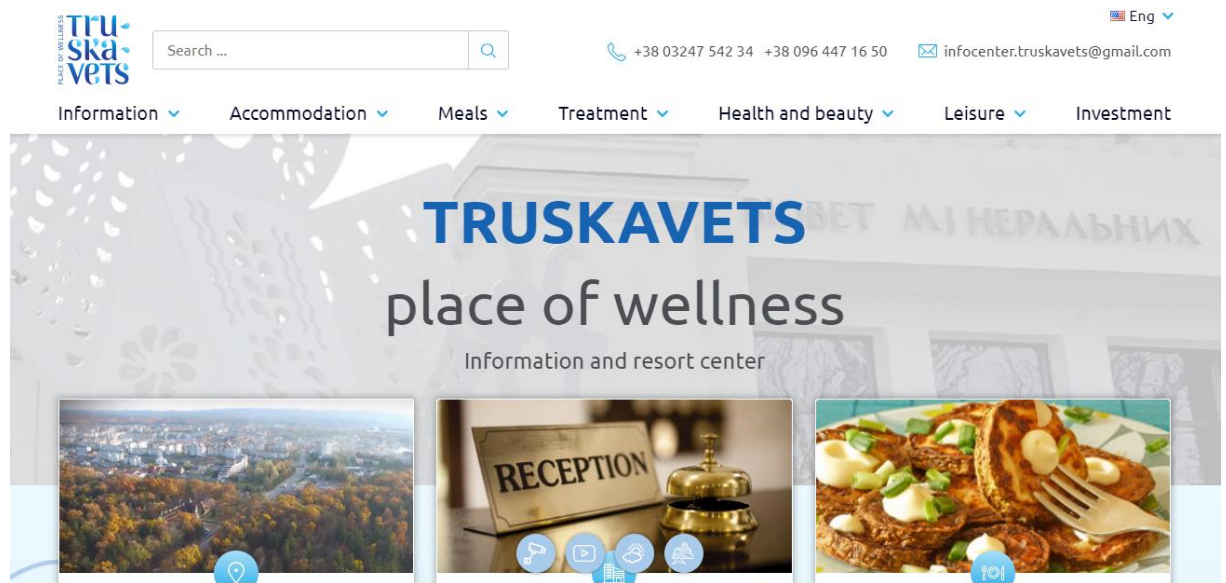 PLACE OF WELLNESS
Tru-
ska-
vets
Search ...
+38 03247 542 34 +38 096 447 16 50
infocenter.truskavets@gmail.com
Eng
Information
Accommodation
Meals
Treatment
Health and beauty
Leisure
Investment
МІНЕРАЛЬНИХ
TRUSKAVETS
place of wellness
Information and resort center
RECEPTION